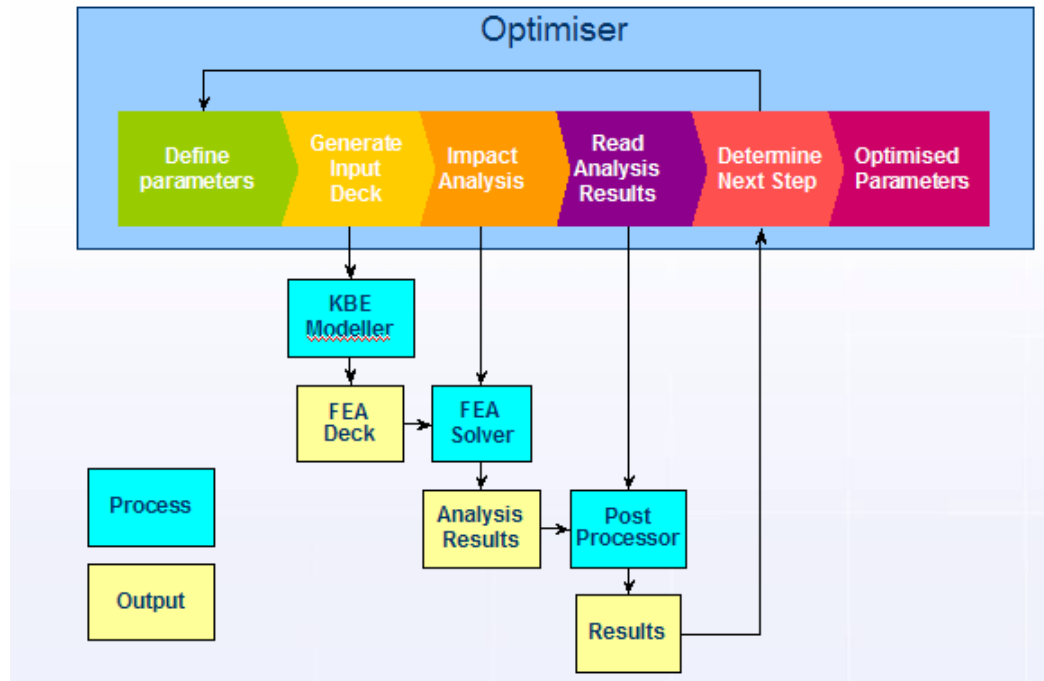 Optimiser
Define
parameters
Generate
Input
Deck
Impact
Analysis
Read
Analysis
Results
Determine
Next Step
Optimised
Parameters
KBE
Modeller
FEA
Deck
FEA
Solver
Process
Analysis
Results
Post
Processor
Output
Results